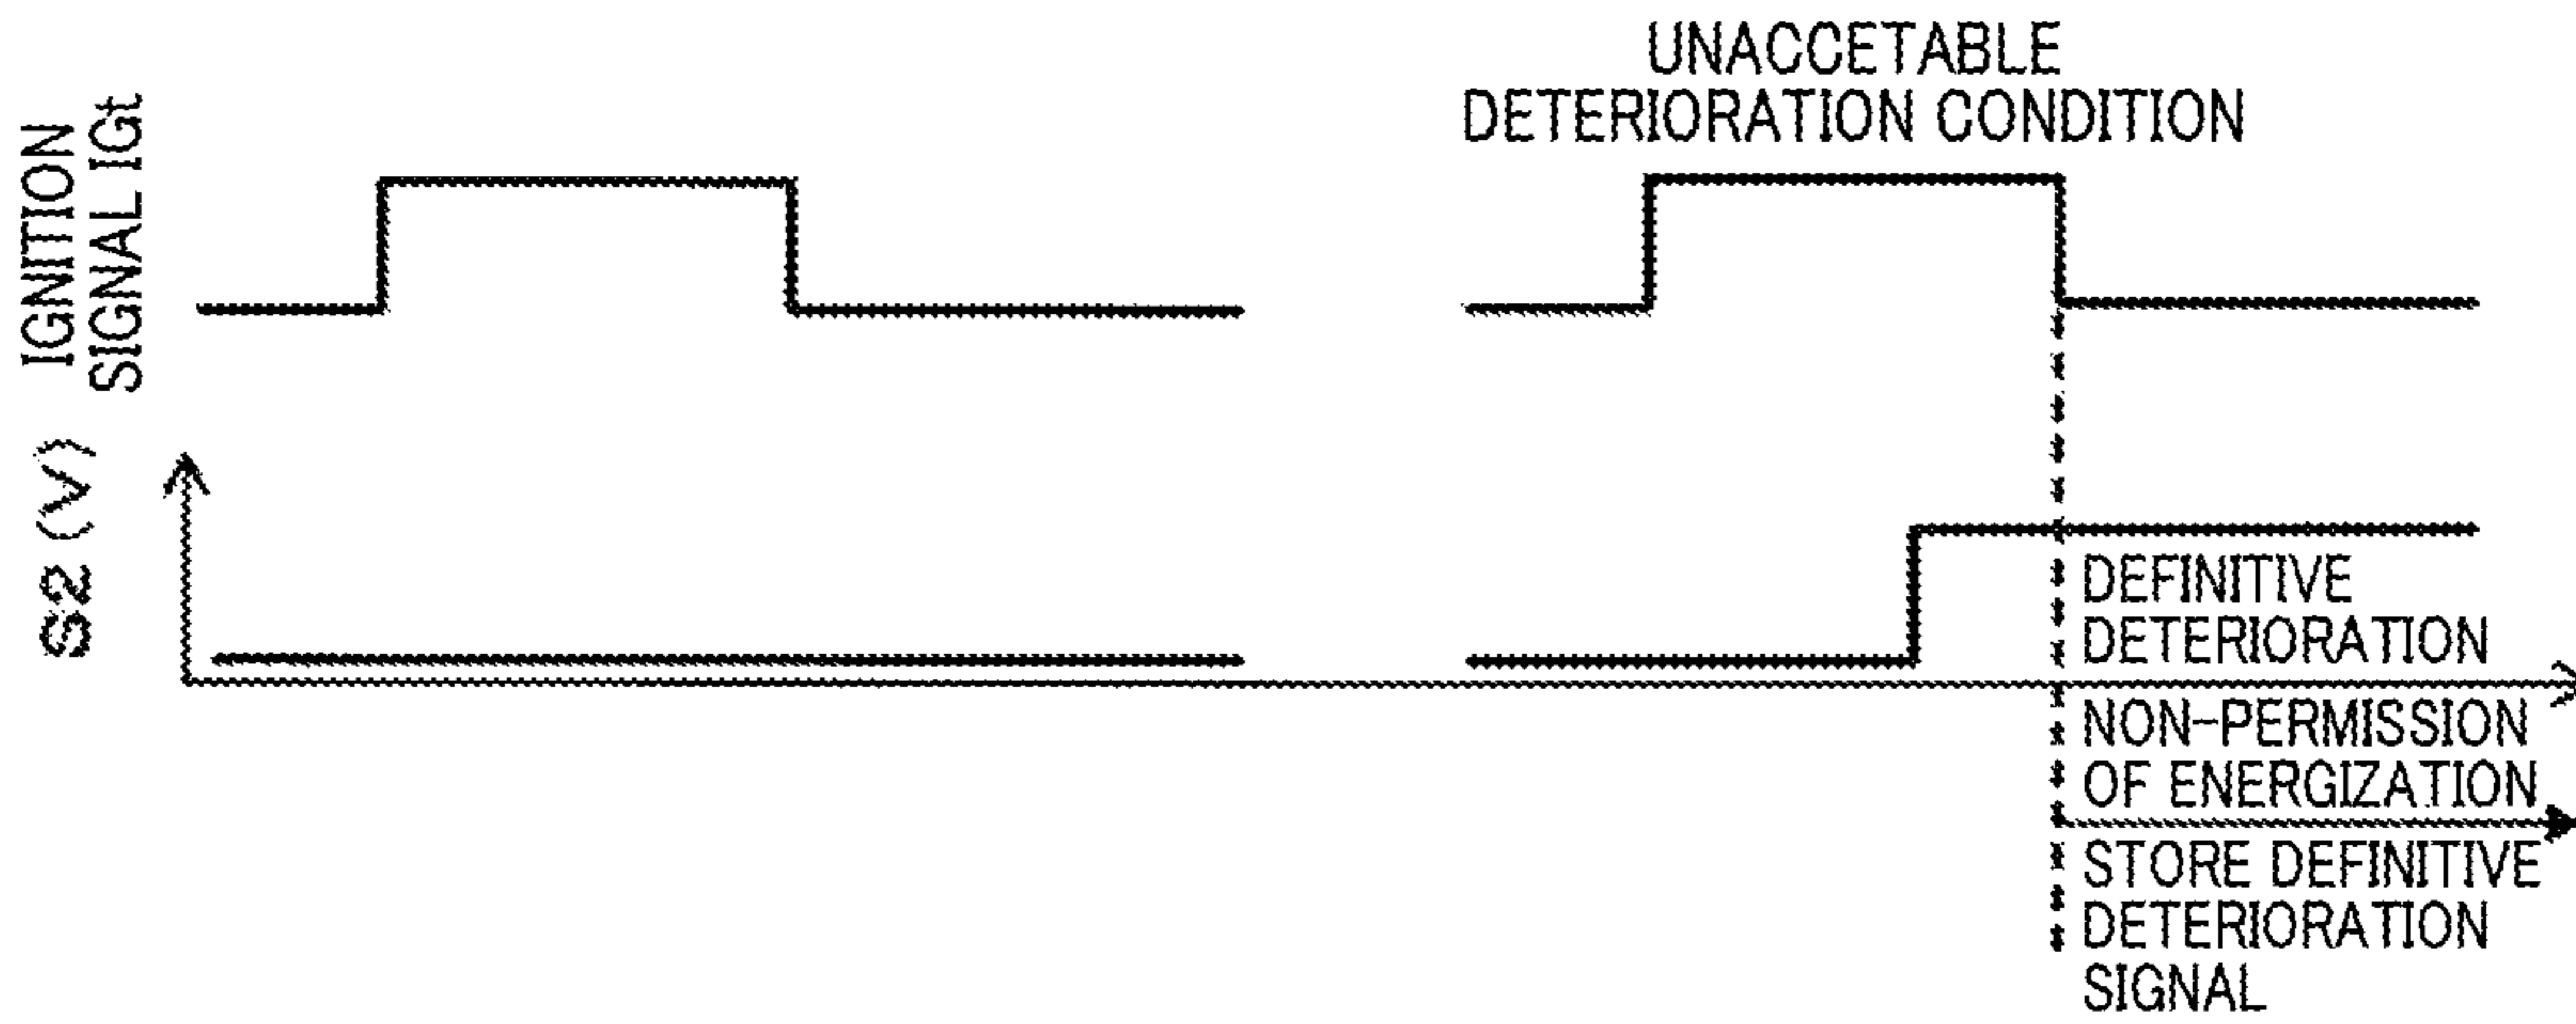 UNACCETABLE
DETERIORATION CONDITION
IGNITION
SIGNAL IGt
S2 (V)
DEFINITIVE
DETERIORATION
NON-PERMISSION
OF ENERGIZATION
STORE DEFINITIVE
DETERIORATION
SIGNAL